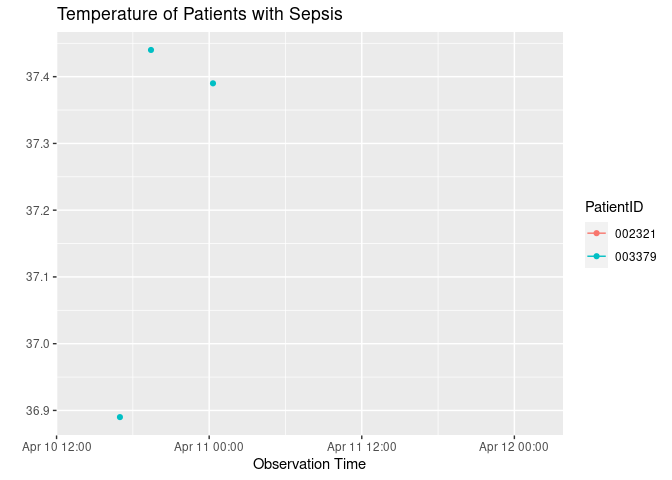 Temperature of Patients with Sepsis
37.4
37.3
37.2
37.1
37.0
36.9
Apr 10 12:00 Apr 11 00:00 Apr 11 12:00 Apr 12 00:00
Observation Time
PatientID
002321
003379